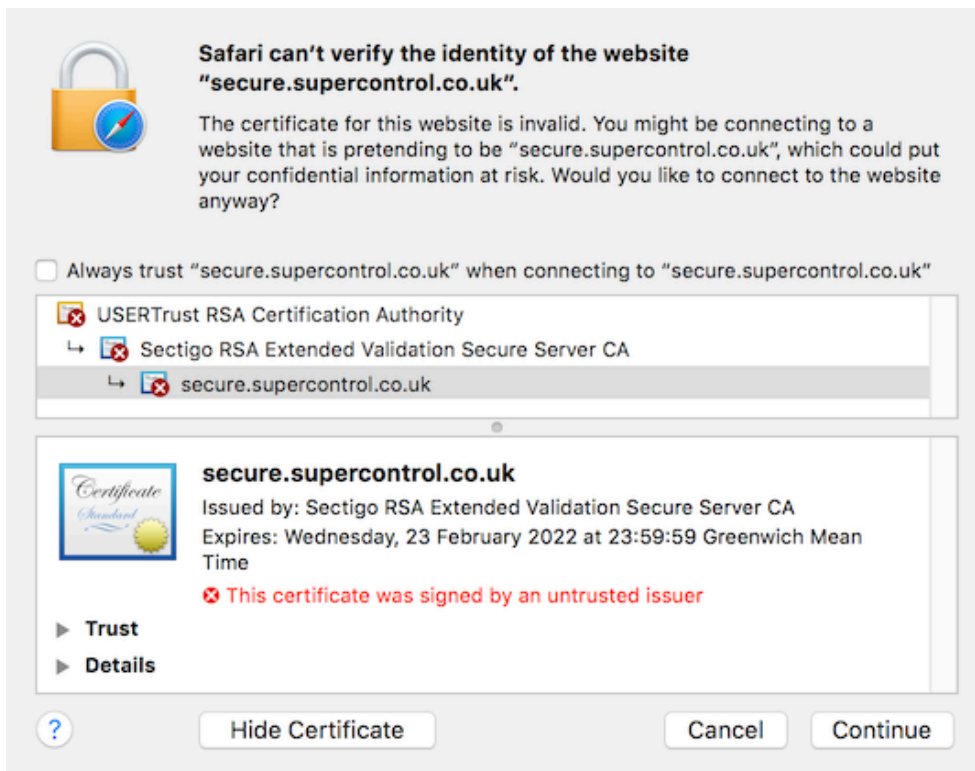 Safari can't verify the identity of the website
"secure.supercontrol.co.uk".
The certificate for this website is invalid. You might be connecting to a
website that is pretending to be "secure.supercontrol.co.uk", which could put
your confidential information at risk. Would you like to connect to the website
anyway?
Always trust "secure.supercontrol.co.uk" when connecting to "secure.supercontrol.co.uk"
USERTrust RSA Certification Authority
Sectigo RSA Extended Validation Secure Server CA
secure.supercontrol.co.uk
Certificate
Standard
secure.supercontrol.co.uk
Issued by: Sectigo RSA Extended Validation Secure Server CA
Expires: Wednesday, 23 February 2022 at 23:59:59 Greenwich Mean
Time
This certificate was signed by an untrusted issuer
Trust
Details
?
Hide Certificate
Cancel
Continue